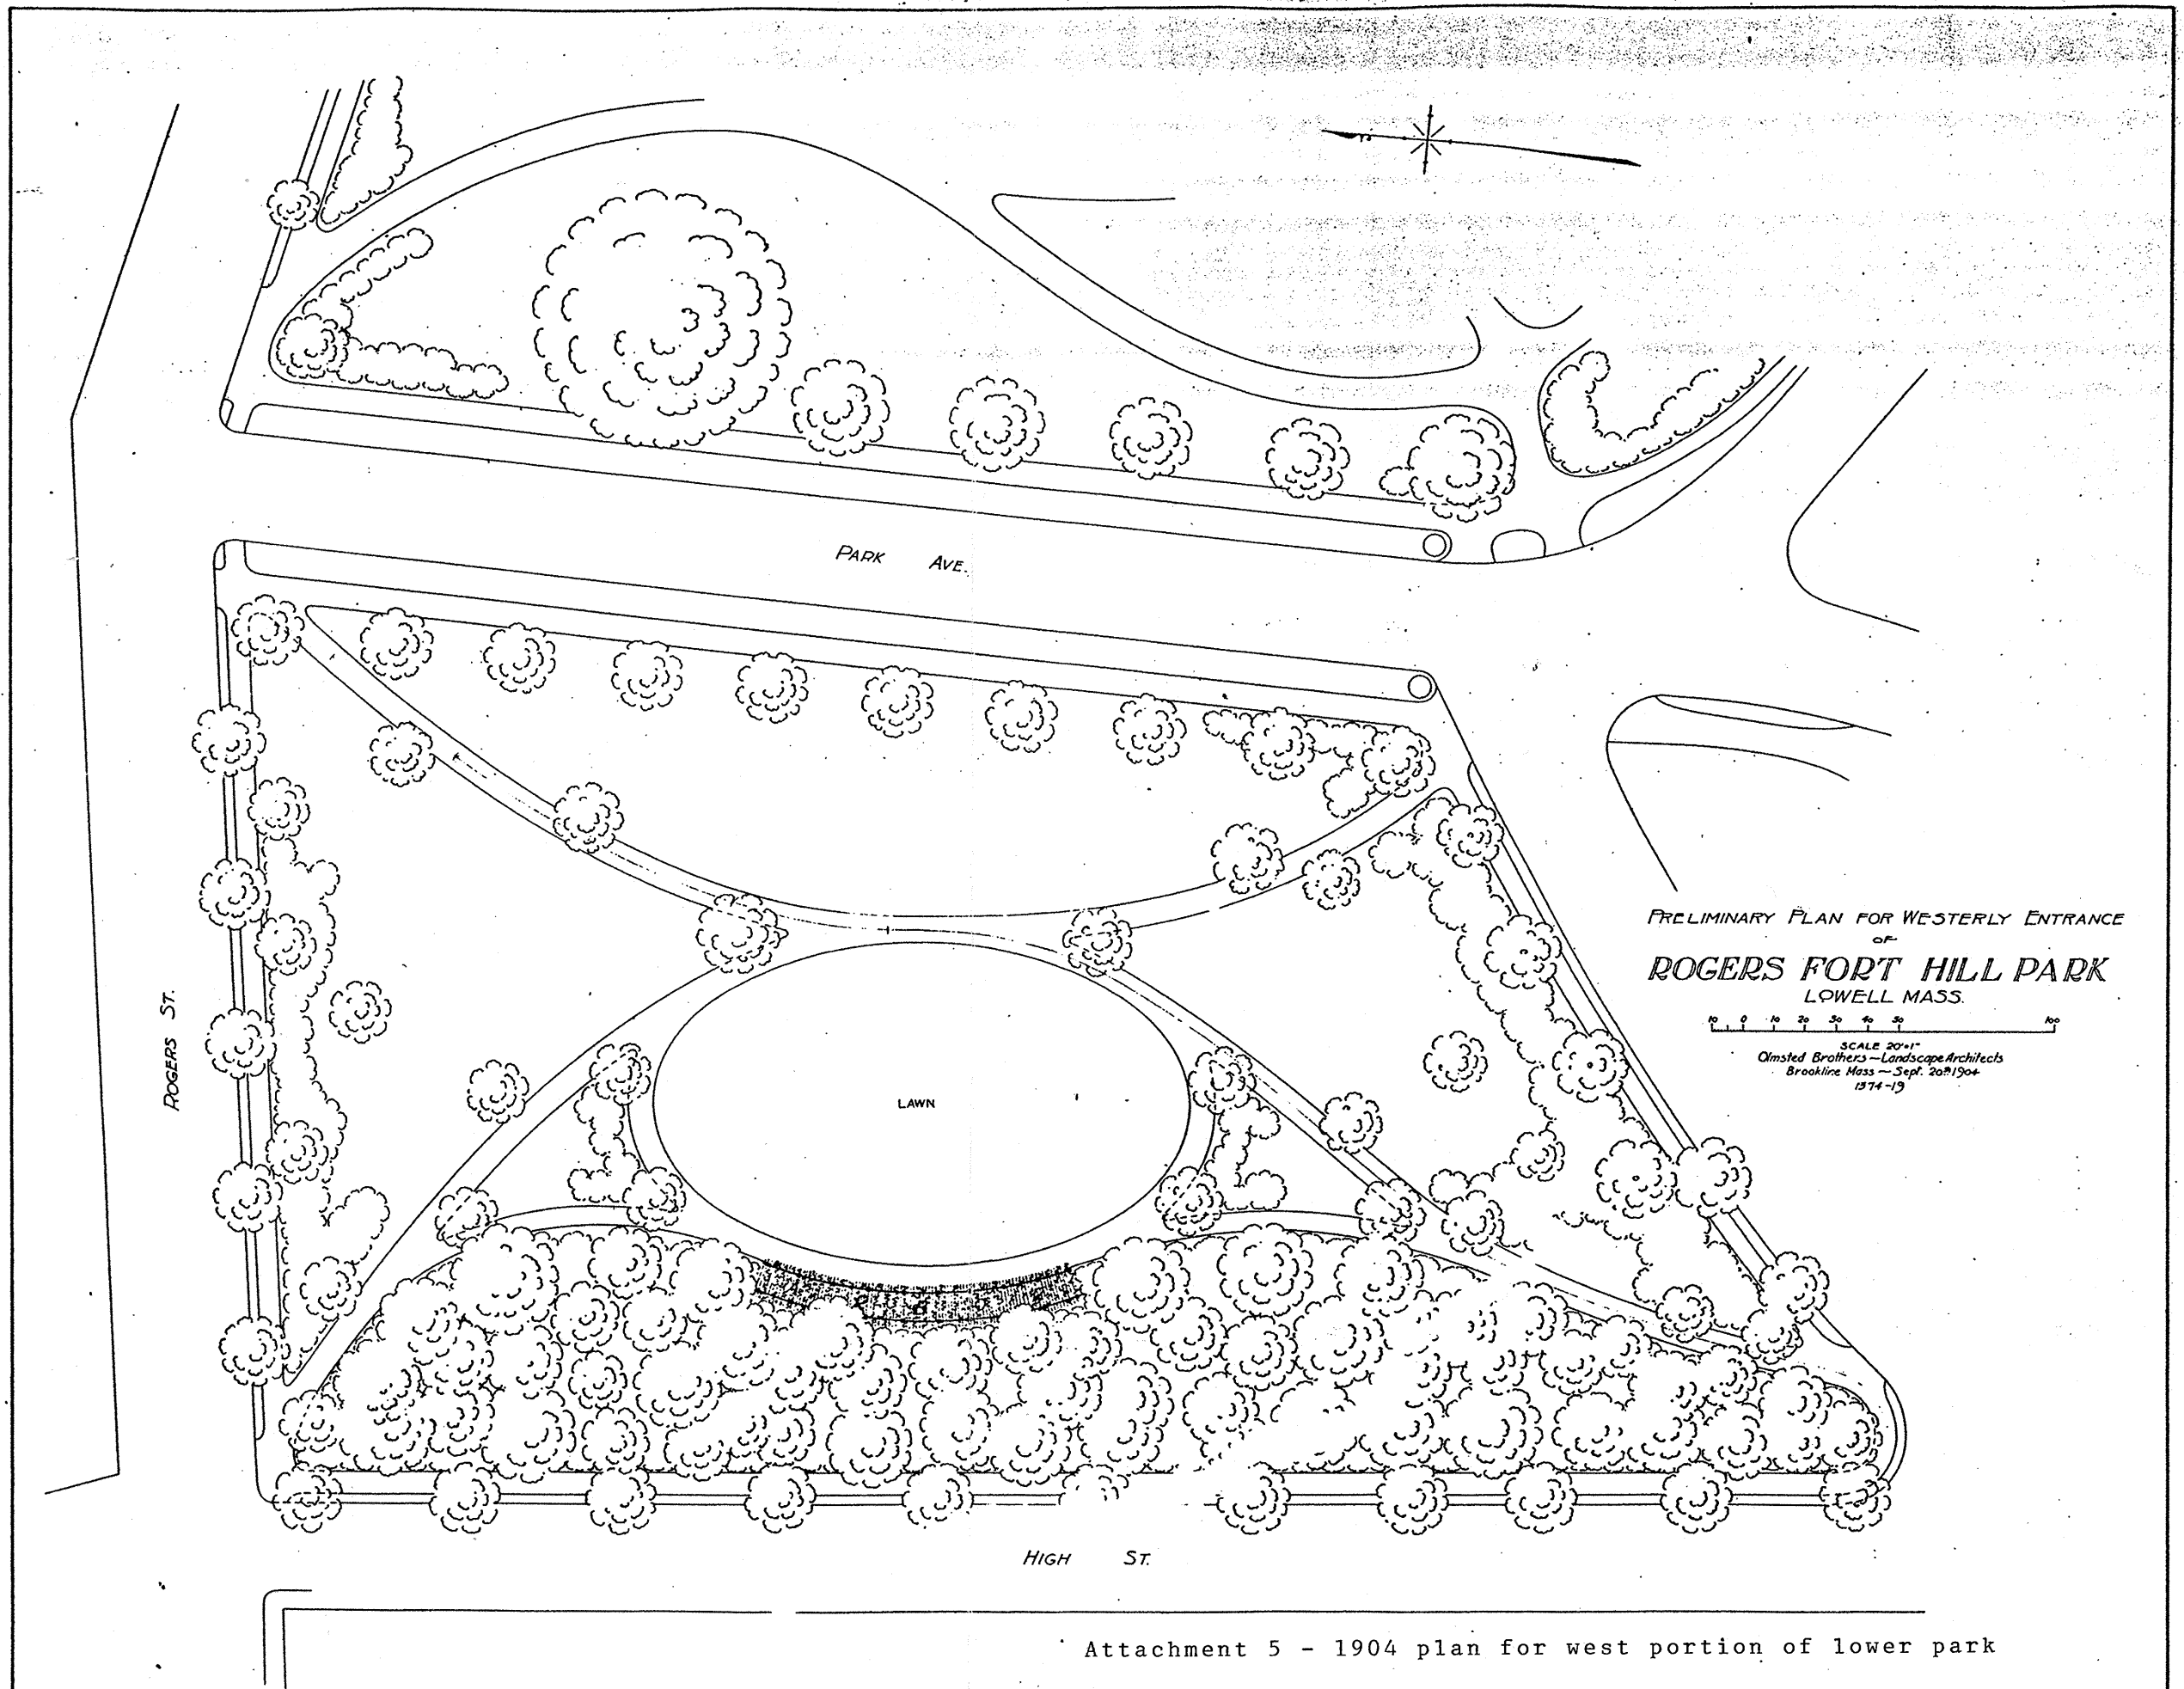 PARK AVE.
ROGERS ST.
LAWN
PRELIMINARY PLAN FOR WESTERLY ENTRANCE
OF
ROGERS FORT HILL PARK
LOWELL MASS.
10 0 10 20 30 40 50 100
SCALE 20'=1"
Olmsted Brothers - Landscape Architects
Brookline Mass - Sept. 20th 1904
1374-19
HIGH ST.
Attachment 5 - 1904 plan for west portion of lower park